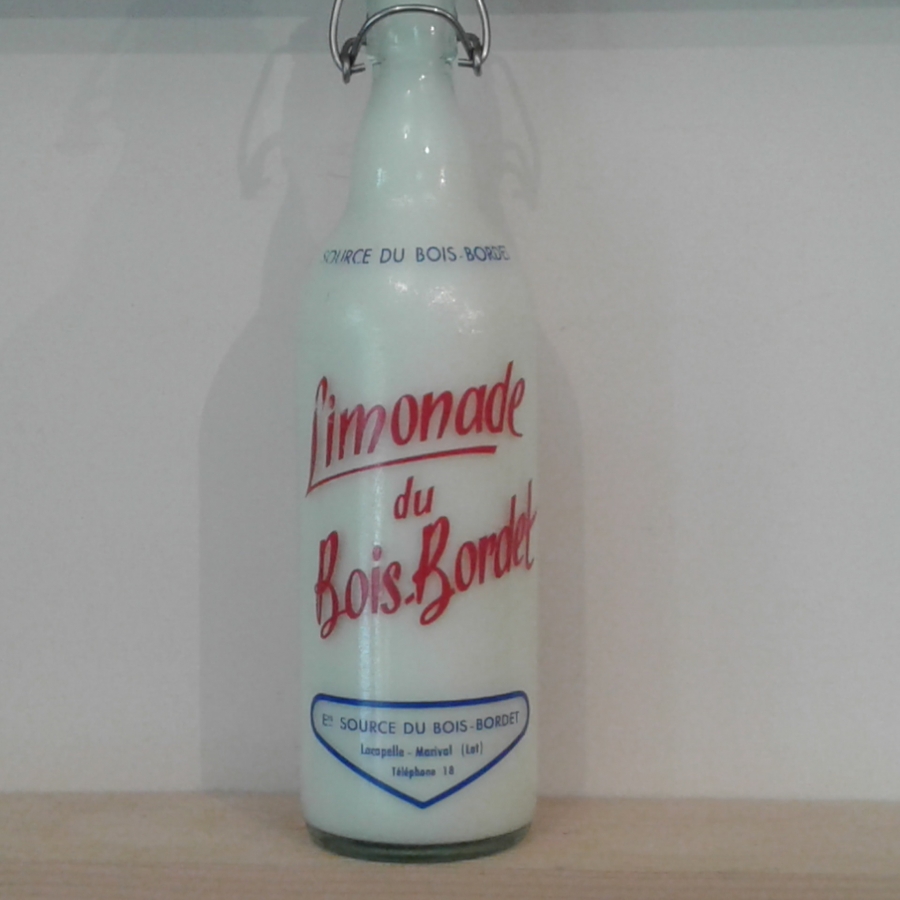 SOURCE DU BOIS-BORDET
Limonade
du
Bois-Bordet
Ets SOURCE DU BOIS-BORDET
Lacapelle - Marival (Lot)
Téléphone 18